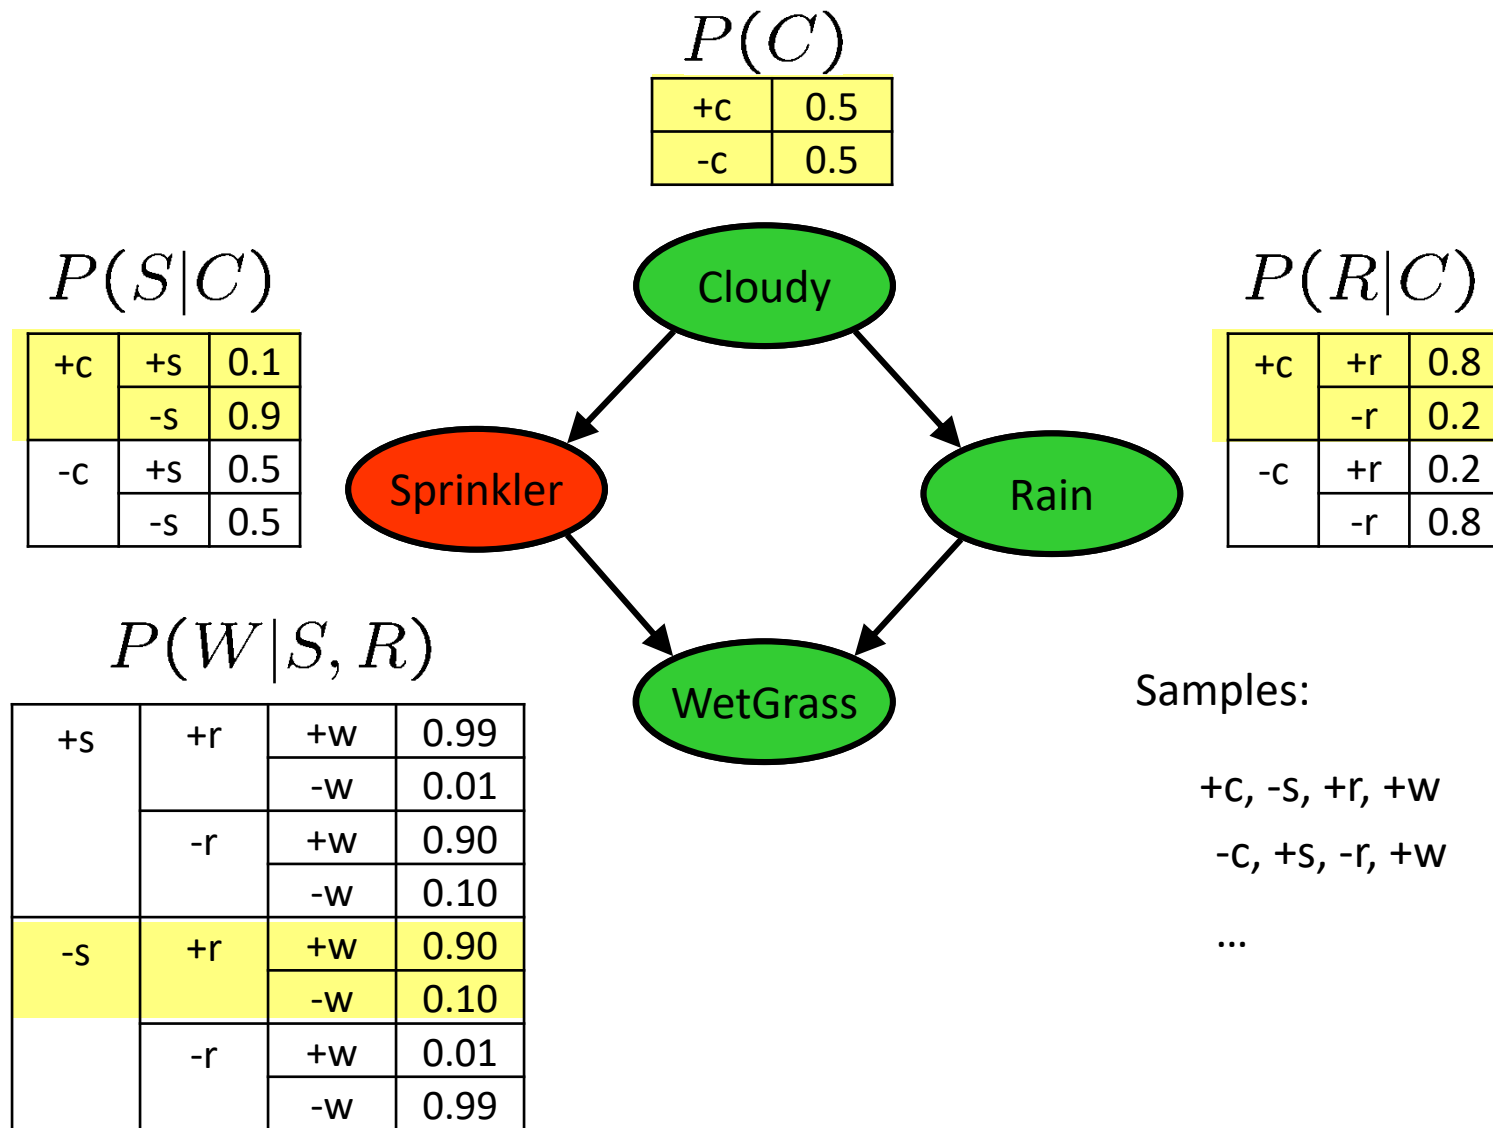 P(C)
+c 0.5
-c 0.5
Cloudy
P(S|C)
+c +s 0.1
-s 0.9
-c +s 0.5
-s 0.5
P(R|C)
+c +r 0.8
-r 0.2
-c +r 0.2
-r 0.8
Sprinkler
Rain
P(W|S, R)
+s +r +w 0.99
-w 0.01
-r +w 0.90
-w 0.10
-s +r +w 0.90
-w 0.10
-r +w 0.01
-w 0.99
WetGrass
Samples:
+c, -s, +r, +w
-c, +s, -r, +w
...